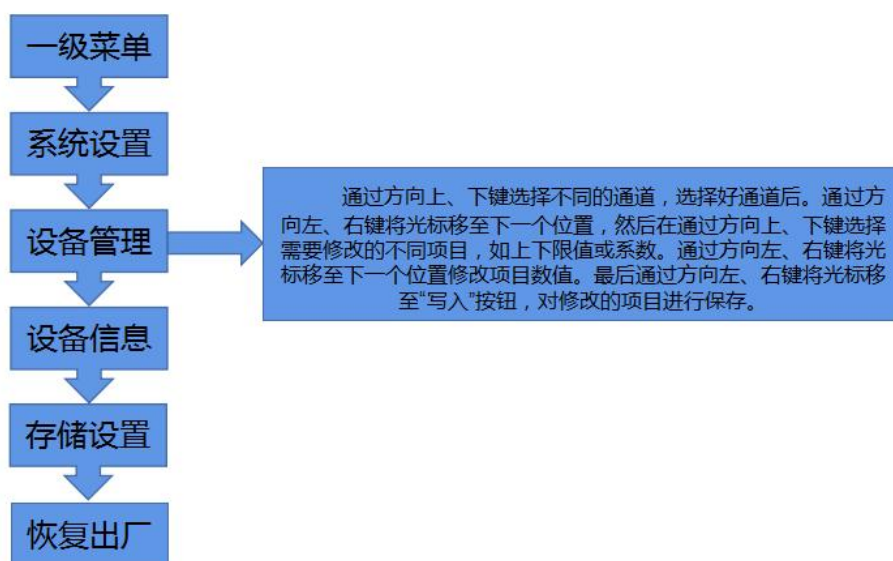 一级菜单
系统设置
设备管理
通过方向上、下键选择不同的通道，选择好通道后。通过方
向左、右键将光标移至下一个位置，然后在通过方向上、下键选择
需要修改的不同项目，如上下限值或系数。通过方向左、右键将光
标移至下一个位置修改项目数值。最后通过方向左、右键将光标移
至“写入”按钮，对修改的项目进行保存。
设备信息
存储设置
恢复出厂